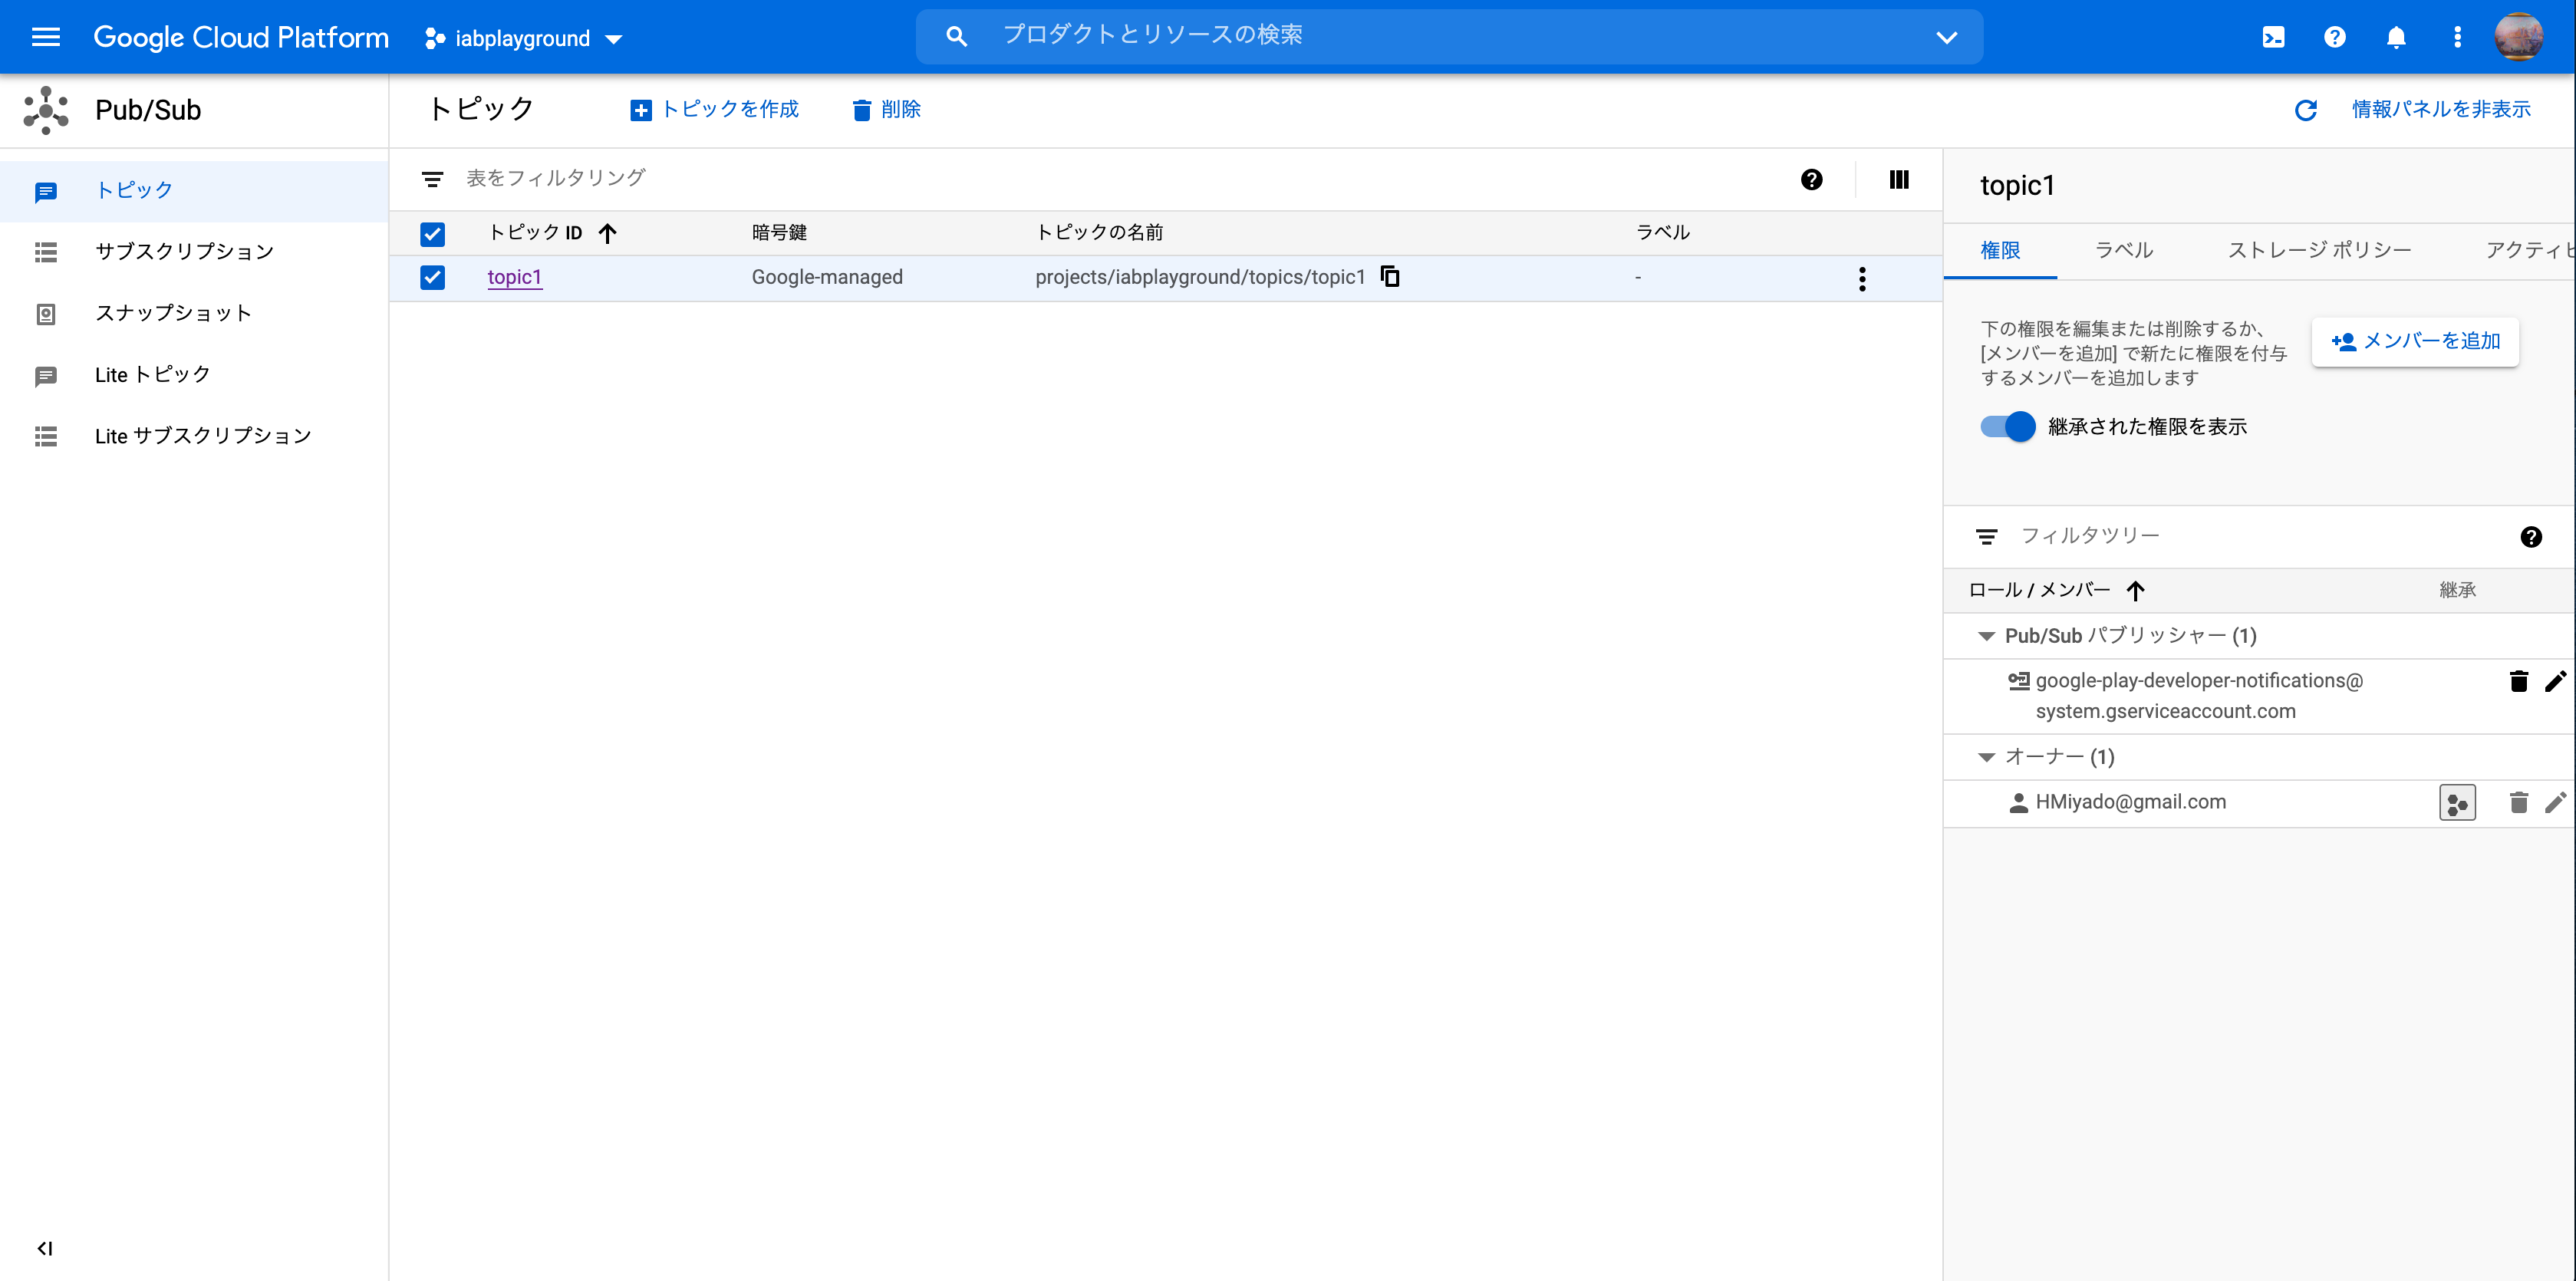 Google Cloud Platform
iabplayground
プロダクトとリソースの検索
Pub/Sub
トピック
トピックを作成
削除
情報パネルを非表示
トピック
サブスクリプション
スナップショット
Lite トピック
Lite サブスクリプション
表をフィルタリング
トピック ID 暗号鍵 トピックの名前 ラベル
topic1 Google-managed projects/iabplayground/topics/topic1 -
topic1
権限 ラベル ストレージ ポリシー アクティビ
下の権限を編集または削除するか、
[メンバーを追加] で新たに権限を付与
するメンバーを追加します
メンバーを追加
継承された権限を表示
フィルタツリー
ロール / メンバー 継承
Pub/Sub パブリッシャー (1)
google-play-developer-notifications@
system.gserviceaccount.com
オーナー (1)
HMiyado@gmail.com